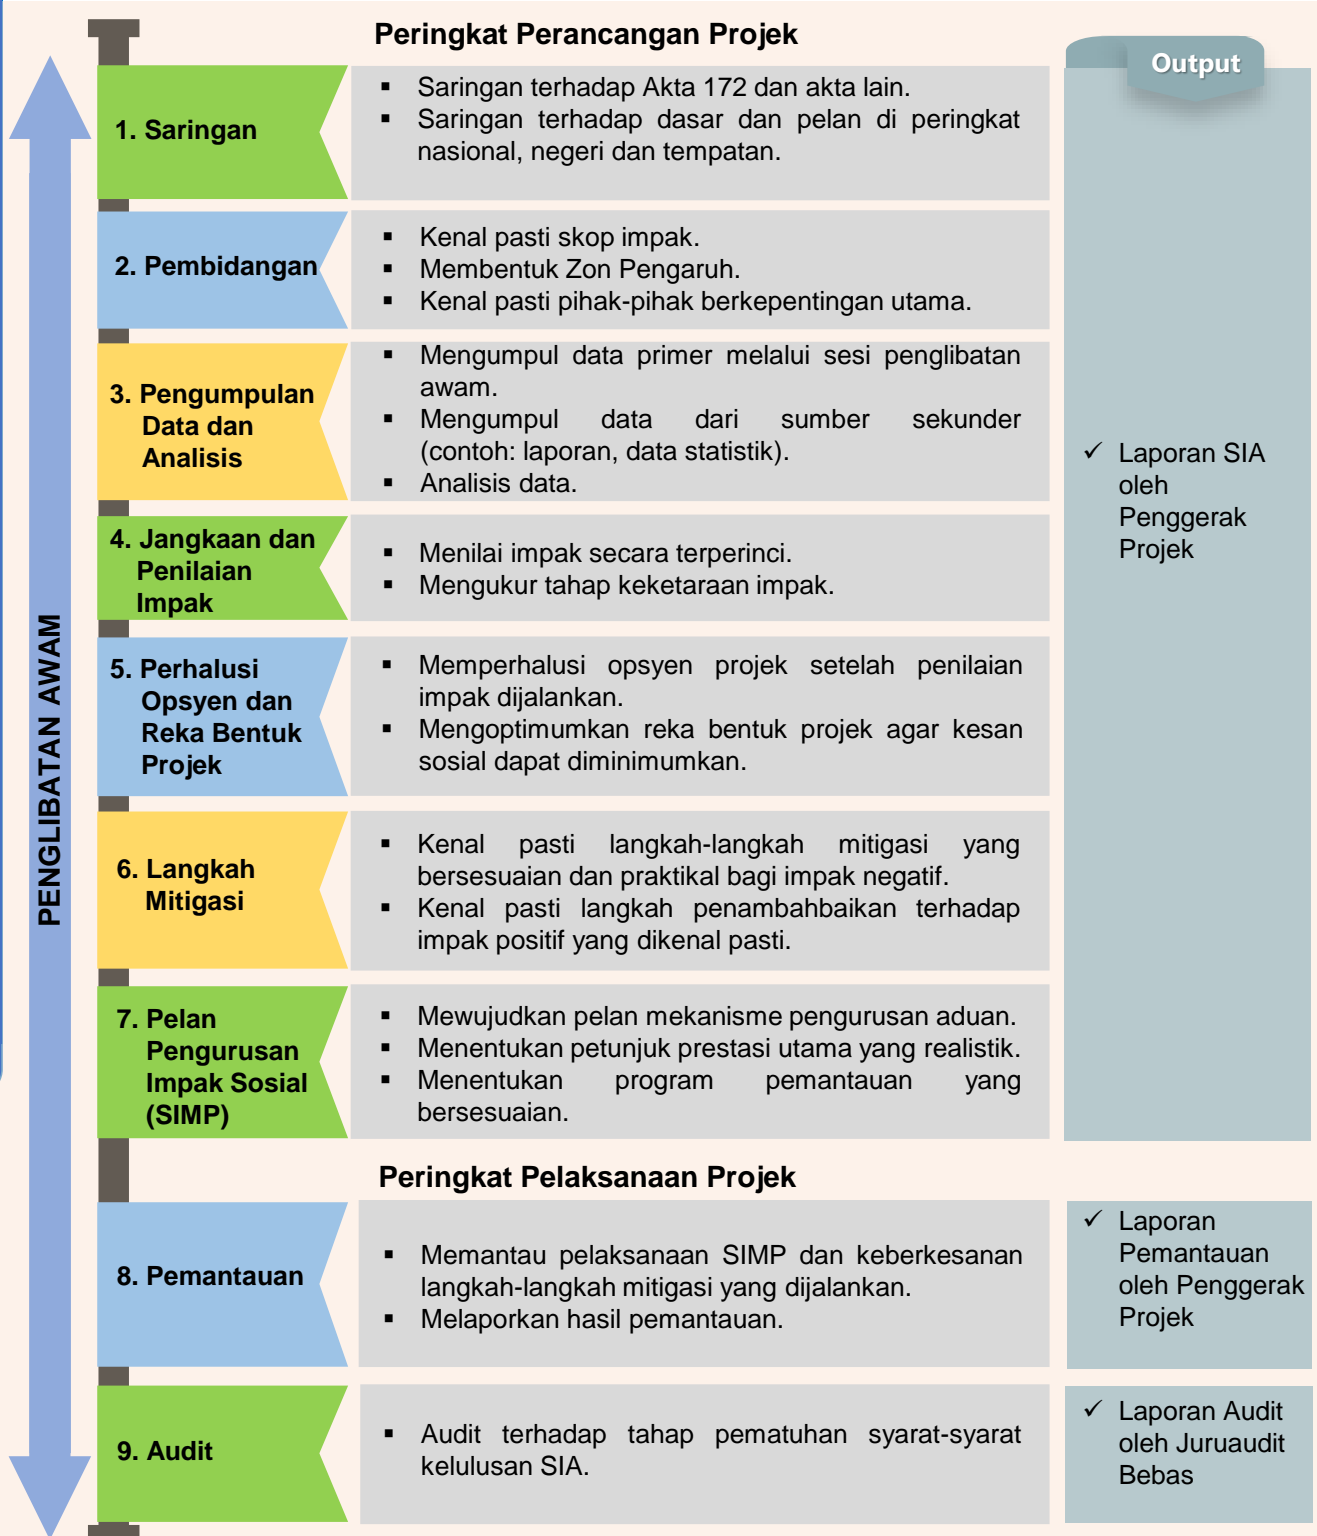 Peringkat Perancangan Projek
Output
PENGLIBATAN AWAM
1. Saringan
▪ Saringan terhadap Akta 172 dan akta lain.
▪ Saringan terhadap dasar dan pelan di peringkat
nasional, negeri dan tempatan.
2. Pembidangan
▪ Kenal pasti skop impak.
▪ Membentuk Zon Pengaruh.
▪ Kenal pasti pihak-pihak berkepentingan utama.
3. Pengumpulan
Data dan
Analisis
▪ Mengumpul data primer melalui sesi penglibatan
awam.
▪ Mengumpul data dari sumber sekunder
(contoh: laporan, data statistik).
▪ Analisis data.
4. Jangkaan dan
Penilaian
Impak
▪ Menilai impak secara terperinci.
▪ Mengukur tahap keketaraan impak.
5. Perhalusi
Opsyen dan
Reka Bentuk
Projek
▪ Memperhalusi opsyen projek setelah penilaian
impak dijalankan.
▪ Mengoptimumkan reka bentuk projek agar kesan
sosial dapat diminimumkan.
6. Langkah
Mitigasi
▪ Kenal pasti langkah-langkah mitigasi yang
bersesuaian dan praktikal bagi impak negatif.
▪ Kenal pasti langkah penambahbaikan terhadap
impak positif yang dikenal pasti.
7. Pelan
Pengurusan
Impak Sosial
(SIMP)
▪ Mewujudkan pelan mekanisme pengurusan aduan.
▪ Menentukan petunjuk prestasi utama yang realistik.
▪ Menentukan program pemantauan yang
bersesuaian.
✓ Laporan SIA
oleh
Penggerak
Projek
Peringkat Pelaksanaan Projek
8. Pemantauan
▪ Memantau pelaksanaan SIMP dan keberkesanan
langkah-langkah mitigasi yang dijalankan.
▪ Melaporkan hasil pemantauan.
✓ Laporan
Pemantauan
oleh Penggerak
Projek
9. Audit
▪ Audit terhadap tahap pematuhan syarat-syarat
kelulusan SIA.
✓ Laporan Audit
oleh Juruaudit
Bebas